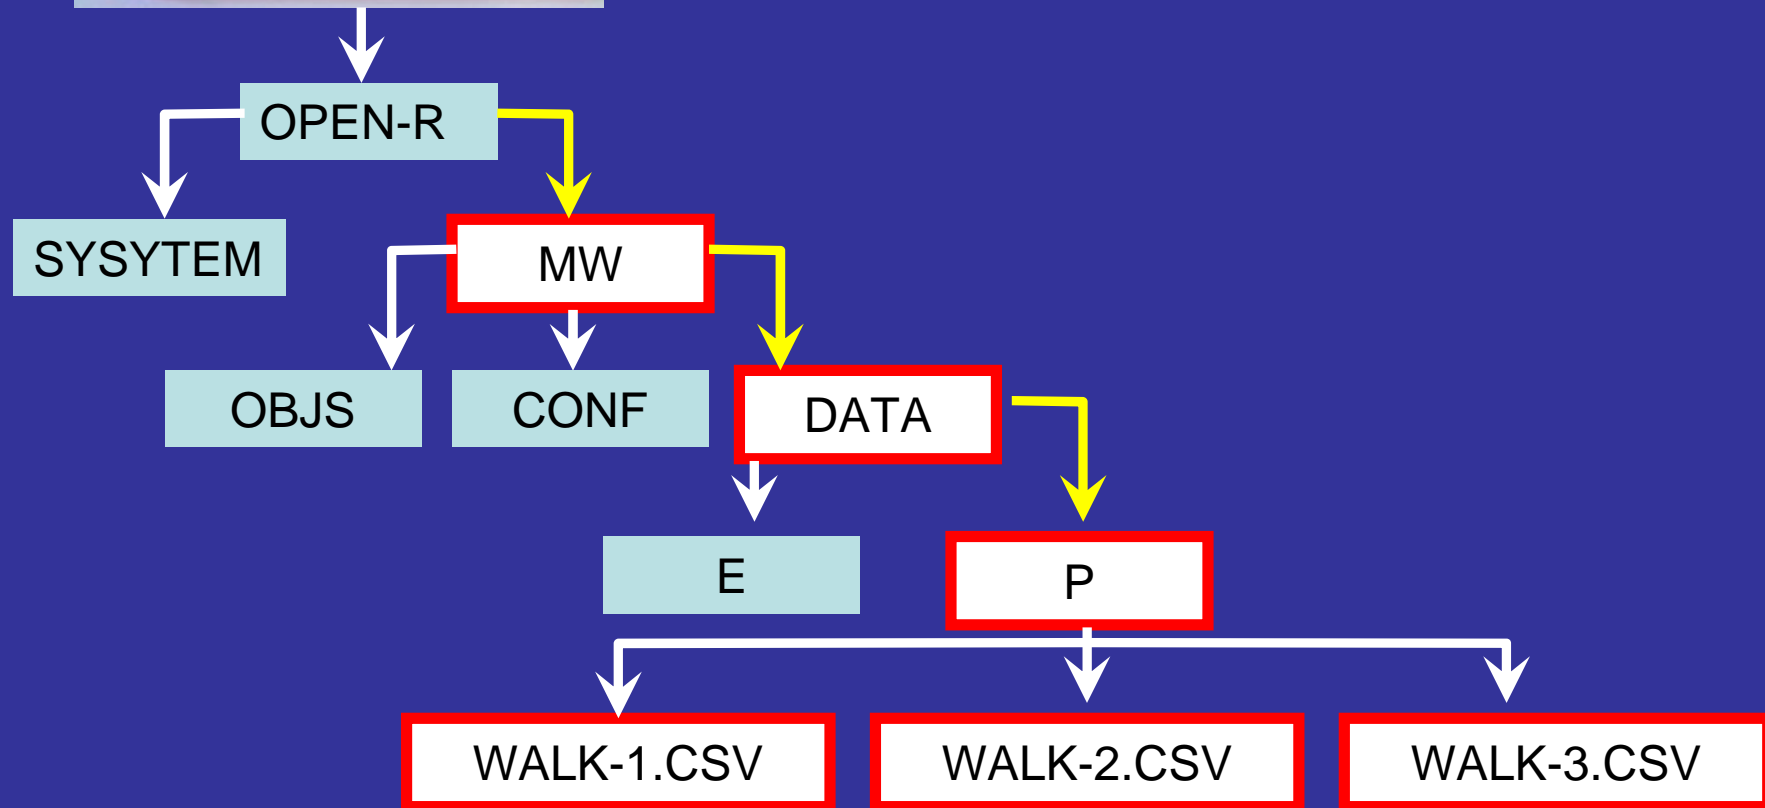 OPEN-R
SYSYTEM
MW
OBJS
CONF
DATA
E
P
WALK-1.CSV
WALK-2.CSV
WALK-3.CSV